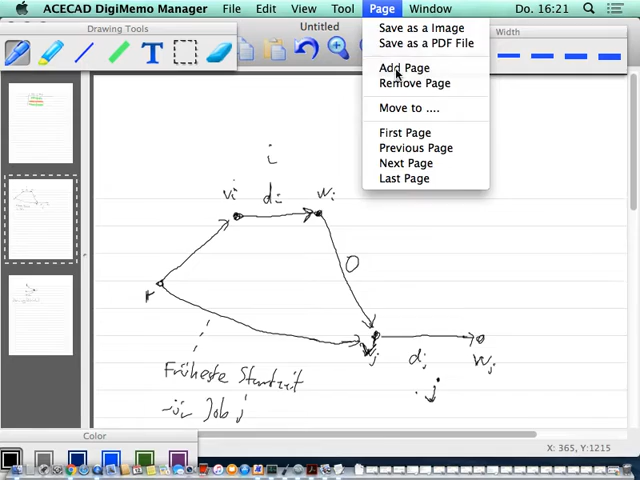 ACECAD DigiMemo Manager File Edit View Tool Page Window Do. 16:21
Drawing Tools
Untitled
Width
T
Save as a Image
Save as a PDF File
Add Page
Remove Page
Move to ....
First Page
Previous Page
Next Page
Last Page
i
vi di wi
0
r
vj dj wj
Früheste Startzeit
für Job j
j
Color
X: 365, Y:1215